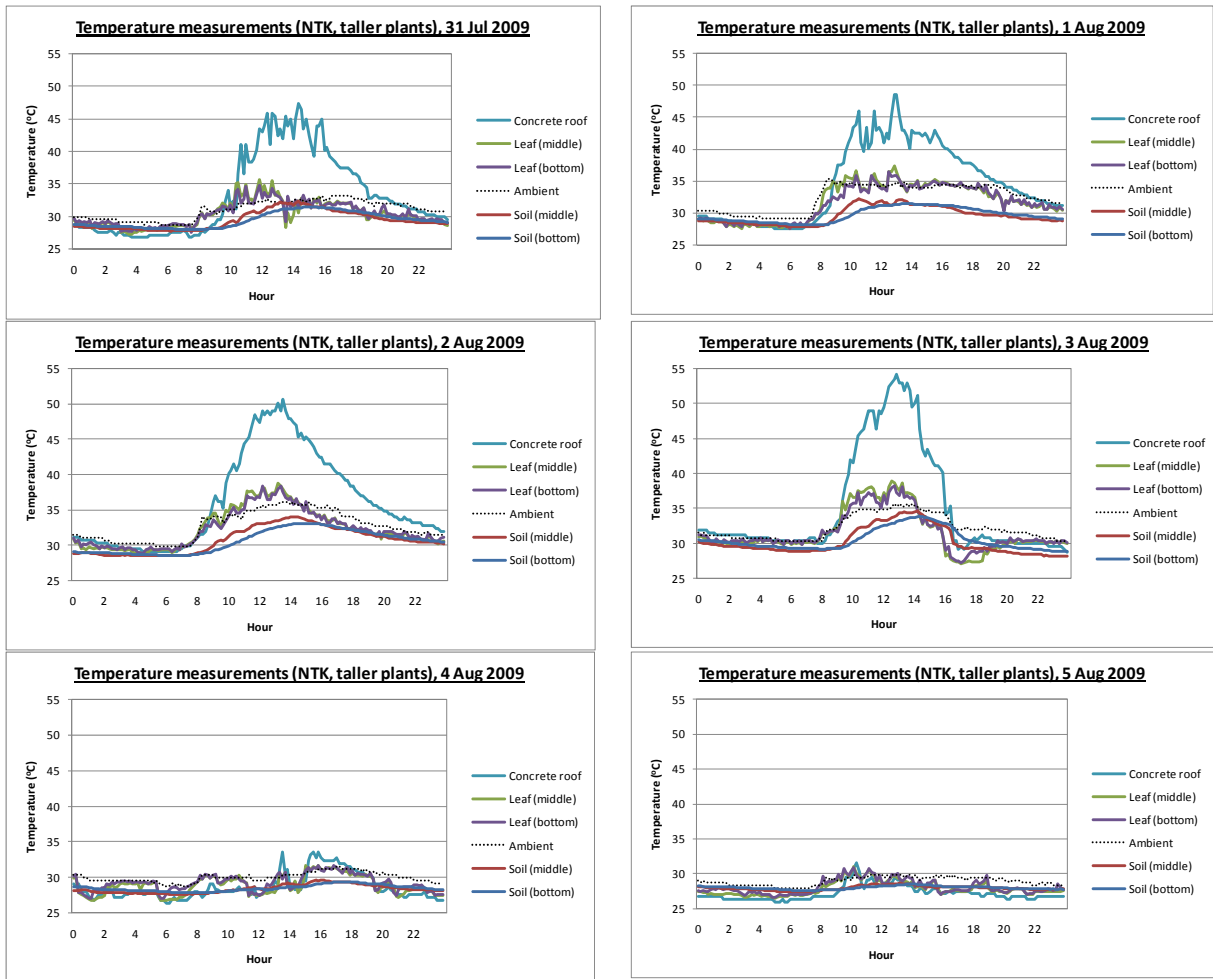 Temperature measurements (NTK, taller plants), 31 Jul 2009
55
50
45
40
35
30
25
Temperature (°C)
0 2 4 6 8 10 12 14 16 18 20 22
Hour
Concrete roof
Leaf (middle)
Leaf (bottom)
Ambient
Soil (middle)
Soil (bottom)
Temperature measurements (NTK, taller plants), 1 Aug 2009
55
50
45
40
35
30
25
Temperature (°C)
0 2 4 6 8 10 12 14 16 18 20 22
Hour
Concrete roof
Leaf (middle)
Leaf (bottom)
Ambient
Soil (middle)
Soil (bottom)
Temperature measurements (NTK, taller plants), 2 Aug 2009
55
50
45
40
35
30
25
Temperature (°C)
0 2 4 6 8 10 12 14 16 18 20 22
Hour
Concrete roof
Leaf (middle)
Leaf (bottom)
Ambient
Soil (middle)
Soil (bottom)
Temperature measurements (NTK, taller plants), 3 Aug 2009
55
50
45
40
35
30
25
Temperature (°C)
0 2 4 6 8 10 12 14 16 18 20 22
Hour
Concrete roof
Leaf (middle)
Leaf (bottom)
Ambient
Soil (middle)
Soil (bottom)
Temperature measurements (NTK, taller plants), 4 Aug 2009
55
50
45
40
35
30
25
Temperature (°C)
0 2 4 6 8 10 12 14 16 18 20 22
Hour
Concrete roof
Leaf (middle)
Leaf (bottom)
Ambient
Soil (middle)
Soil (bottom)
Temperature measurements (NTK, taller plants), 5 Aug 2009
55
50
45
40
35
30
25
Temperature (°C)
0 2 4 6 8 10 12 14 16 18 20 22
Hour
Concrete roof
Leaf (middle)
Leaf (bottom)
Ambient
Soil (middle)
Soil (bottom)